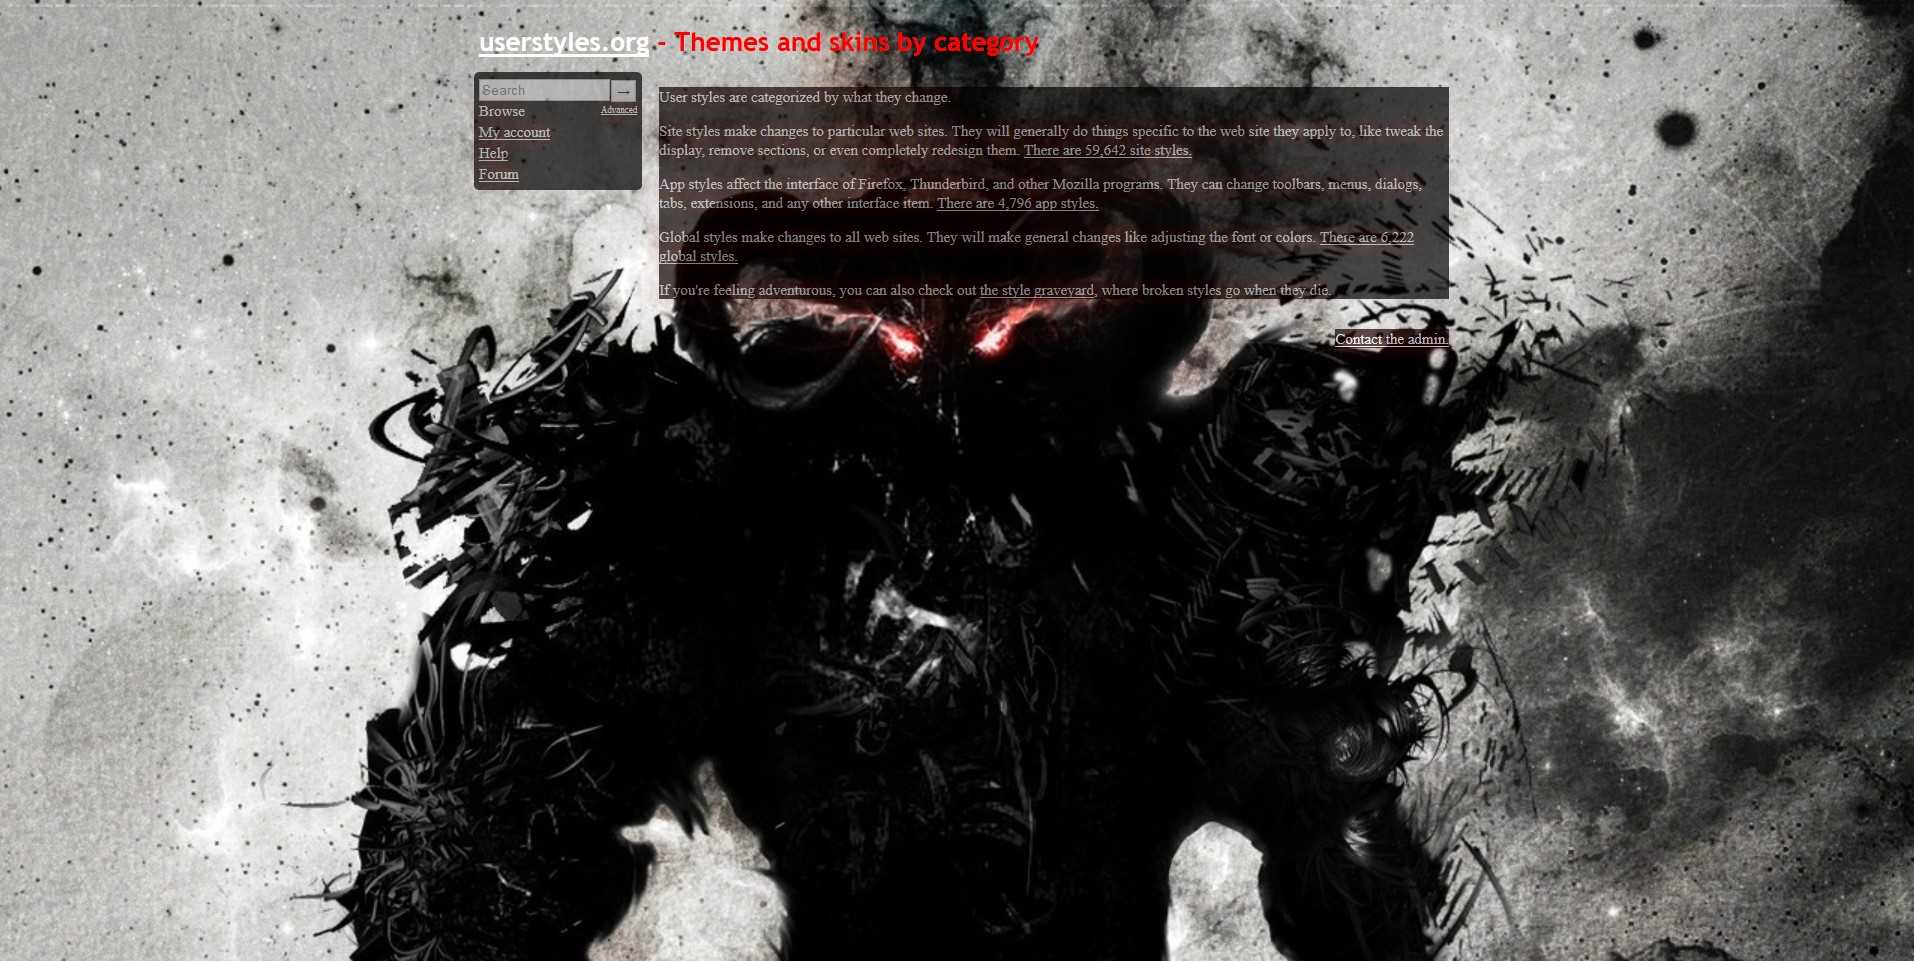 userstyles.org - Themes and skins by category
Search →
Browse Advanced
My account
Help
Forum
User styles are categorized by what they change.
Site styles make changes to particular web sites. They will generally do things specific to the web site they apply to, like tweak the
display, remove sections, or even completely redesign them. There are 59,642 site styles.
App styles affect the interface of Firefox, Thunderbird, and other Mozilla programs. They can change toolbars, menus, dialogs,
tabs, extensions, and any other interface item. There are 4,796 app styles.
Global styles make changes to all web sites. They will make general changes like adjusting the font or colors. There are 6,222
global styles.
If you're feeling adventurous, you can also check out the style graveyard, where broken styles go when they die.
Contact the admin.